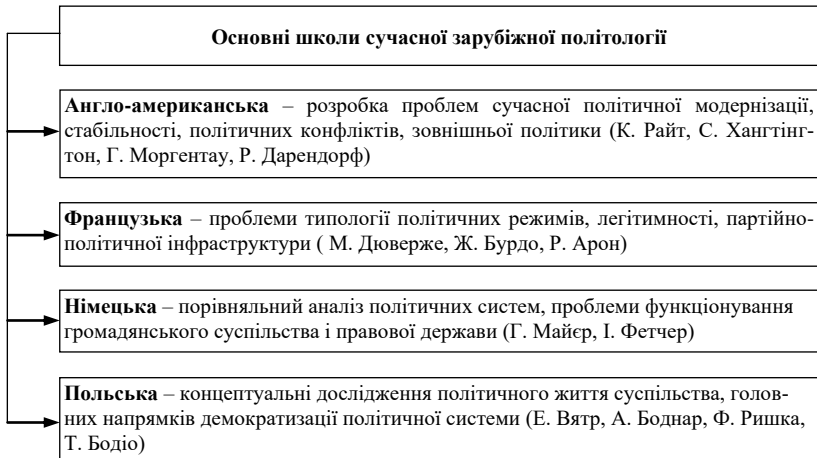 Основні школи сучасної зарубіжної політології
Англо-американська – розробка проблем сучасної політичної модернізації,
стабільності, політичних конфліктів, зовнішньої політики (К. Райт, С. Хангтінг-
тон, Г. Моргентау, Р. Дарендорф)
Французька – проблеми типології політичних режимів, легітимності, партійно-
політичної інфраструктури ( М. Дюверже, Ж. Бурдо, Р. Арон)
Німецька – порівняльний аналіз політичних систем, проблеми функціонування
громадянського суспільства і правової держави (Г. Майєр, І. Фетчер)
Польська – концептуальні дослідження політичного життя суспільства, голов-
них напрямків демократизації політичної системи (Е. Вятр, А. Боднар, Ф. Ришка,
Т. Бодіо)